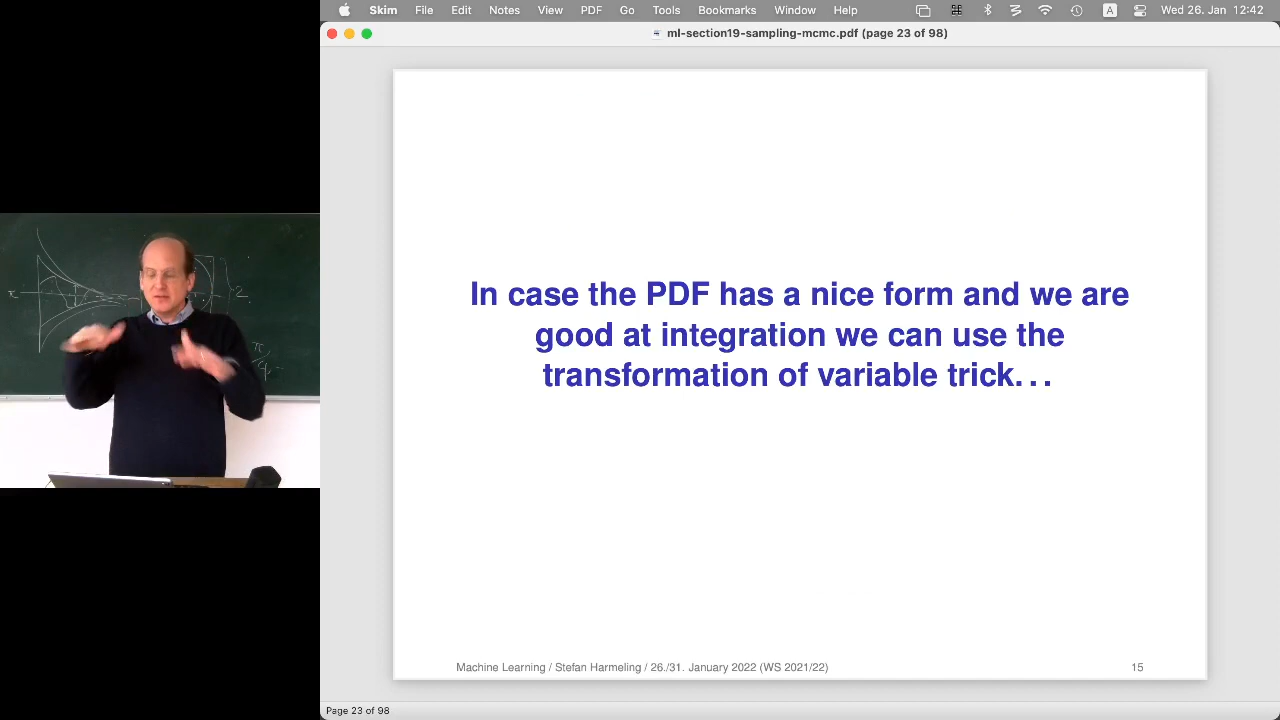 Skim File Edit Notes View PDF Go Tools Bookmarks Window Help A Wed 26. Jan 12:42
ml-section19-sampling-mcmc.pdf (page 23 of 98)
In case the PDF has a nice form and we are
good at integration we can use the
transformation of variable trick...
Machine Learning / Stefan Harmeling / 26./31. January 2022 (WS 2021/22) 15
Page 23 of 98
π
2
π
4